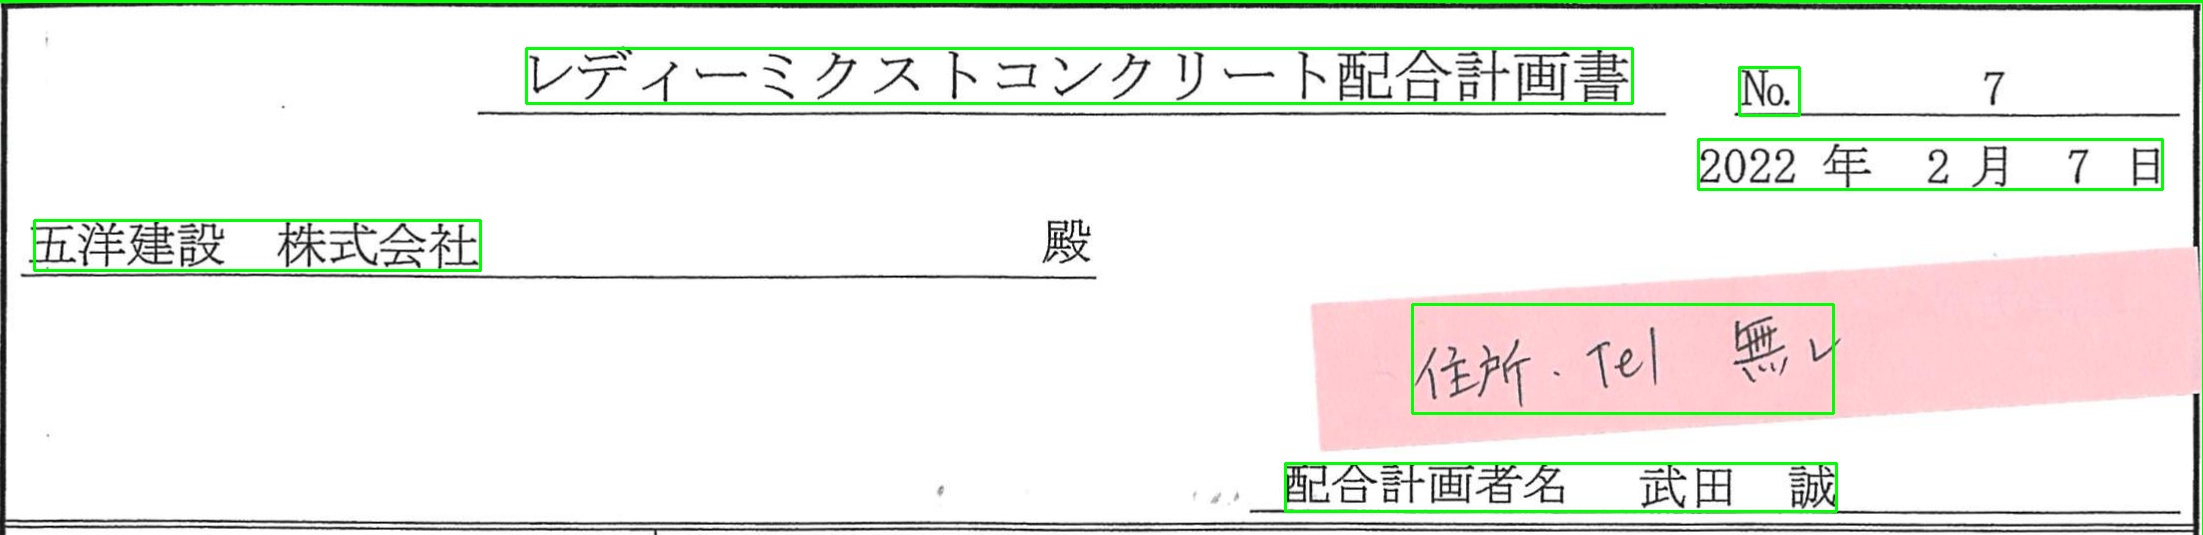 レディーミクストコンクリート配合計画書 No. 7
2022 年 2 月 7 日
五洋建設 株式会社 殿
住所・Tel 無し
配合計画者名 武田 誠